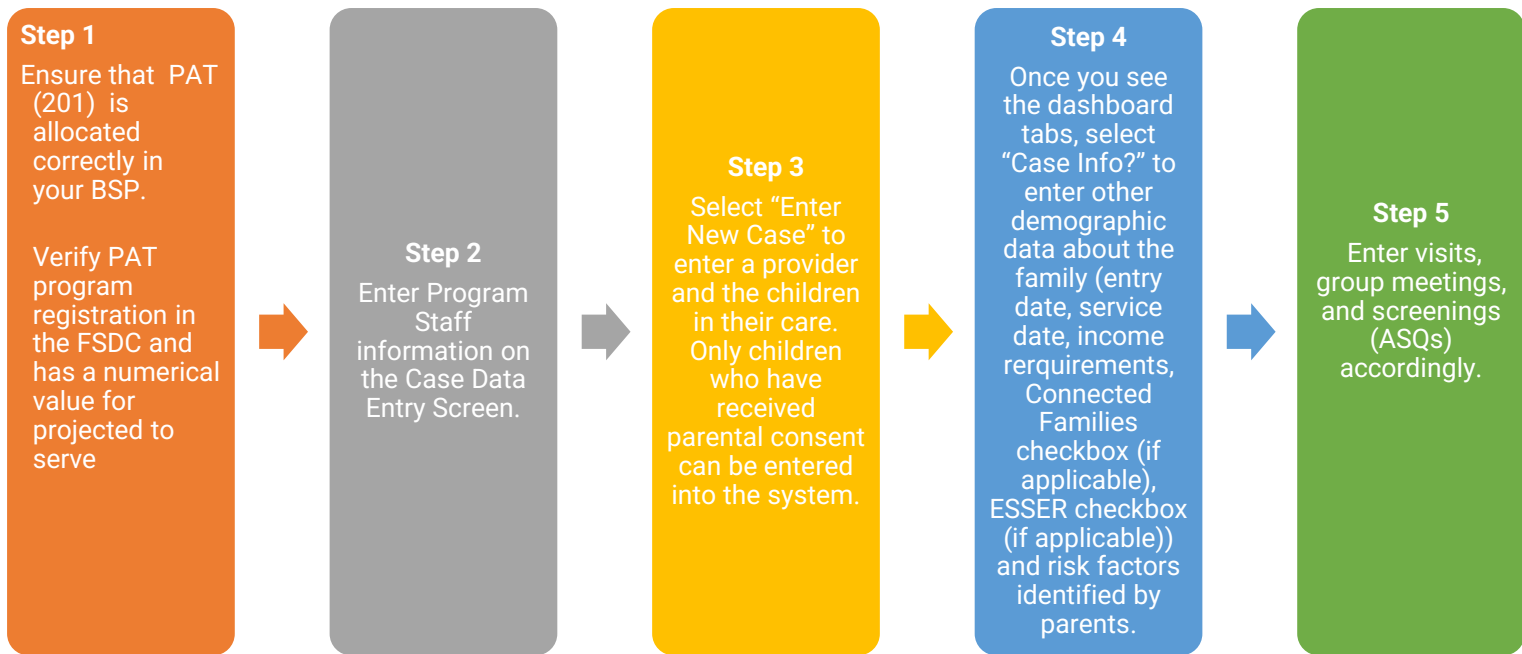 Step 1
Ensure that PAT
(201) is
allocated
correctly in
your BSP.
Verify PAT
program
registration in
the FSDC and
has a numerical
value for
projected to
serve
Step 2
Enter Program
Staff
information on
the Case Data
Entry Screen.
Step 3
Select “Enter
New Case” to
enter a provider
and the children
in their care.
Only children
who have
received
parental consent
can be entered
into the system.
Step 4
Once you see
the dashboard
tabs, select
“Case Info?” to
enter other
demographic
data about the
family (entry
date, service
date, income
rerquirements,
Connected
Families
checkbox (if
applicable),
ESSER checkbox
(if applicable))
and risk factors
identified by
parents.
Step 5
Enter visits,
group meetings,
and screenings
(ASQs)
accordingly.